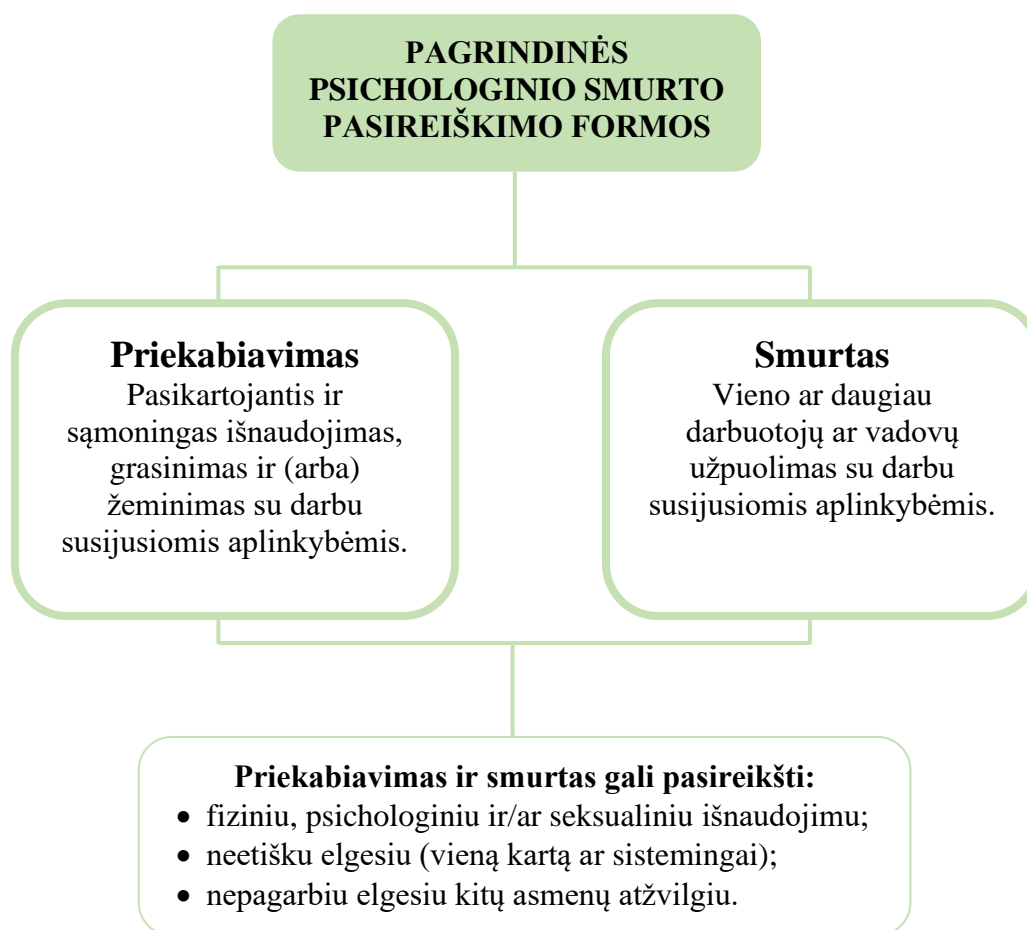 PAGRINDINĖS
PSICHOLOGINIO SMURTO
PASIREIŠKIMO FORMOS
Priekabiavimas
Pasikartojantis ir
sąmoningas išnaudojimas,
grasinimas ir (arba)
žeminimas su darbu
susijusiomis aplinkybėmis.
Smurtas
Vieno ar daugiau
darbuotojų ar vadovų
užpuolimas su darbu
susijusiomis aplinkybėmis.
Priekabiavimas ir smurtas gali pasireikšti:
• fiziniu, psichologiniu ir/ar seksualiniu išnaudojimu;
• neetišku elgesiu (vieną kartą ar sistemingai);
• nepagarbiu elgesiu kitų asmenų atžvilgiu.